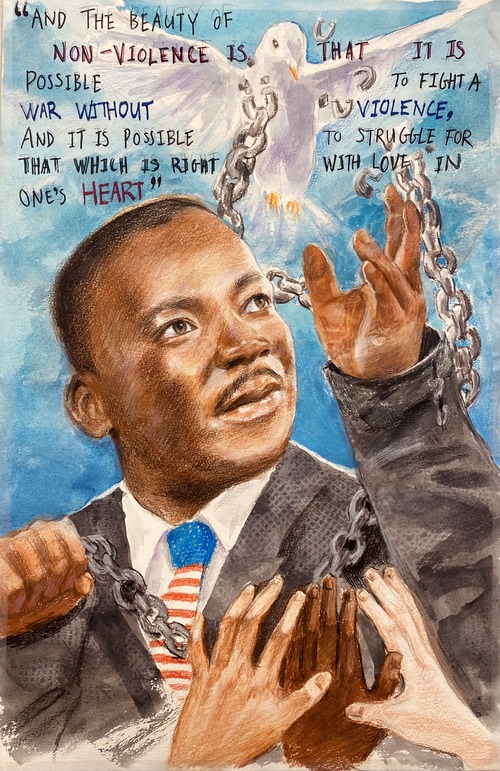 “AND THE BEAUTY OF
NON-VIOLENCE IS THAT IT IS
POSSIBLE TO FIGHT A
WAR WITHOUT VIOLENCE,
AND IT IS POSSIBLE TO STRUGGLE FOR
THAT WHICH IS RIGHT WITH LOVE IN
ONE'S HEART”